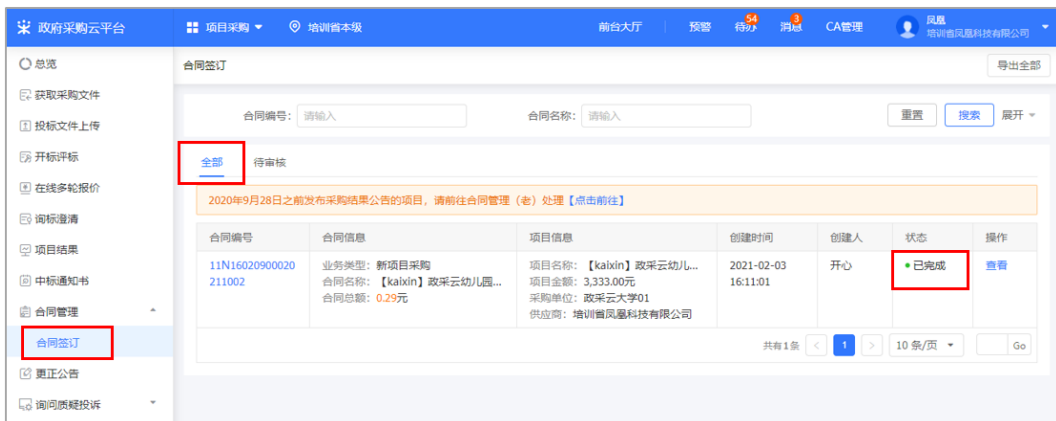 政府采购云平台
项目采购
培训省本级
前台大厅
预警
待办
54
消息
3
CA管理
凤凰
培训省凤凰科技有限公司
总览
获取采购文件
投标文件上传
开标评标
在线多轮报价
询标澄清
项目结果
中标通知书
合同管理
合同签订
更正公告
询问质疑投诉
合同签订
导出全部
合同编号： 请输入
合同名称： 请输入
重置
搜索
展开
全部
待审核
2020年9月28日之前发布采购结果公告的项目，请前往合同管理（老）处理【点击前往】
合同编号 合同信息 项目信息 创建时间 创建人 状态 操作
11N16020900020
211002
业务类型：新项目采购
合同名称：【kaixin】政采云幼儿园...
合同总额：0.29元
项目名称：【kaixin】政采云幼儿...
项目金额：3,333.00元
采购单位：政采云大学01
供应商：培训省凤凰科技有限公司
2021-02-03
16:11:01
开心
已完成
查看
共有1条 < 1 > 10 条/页 Go